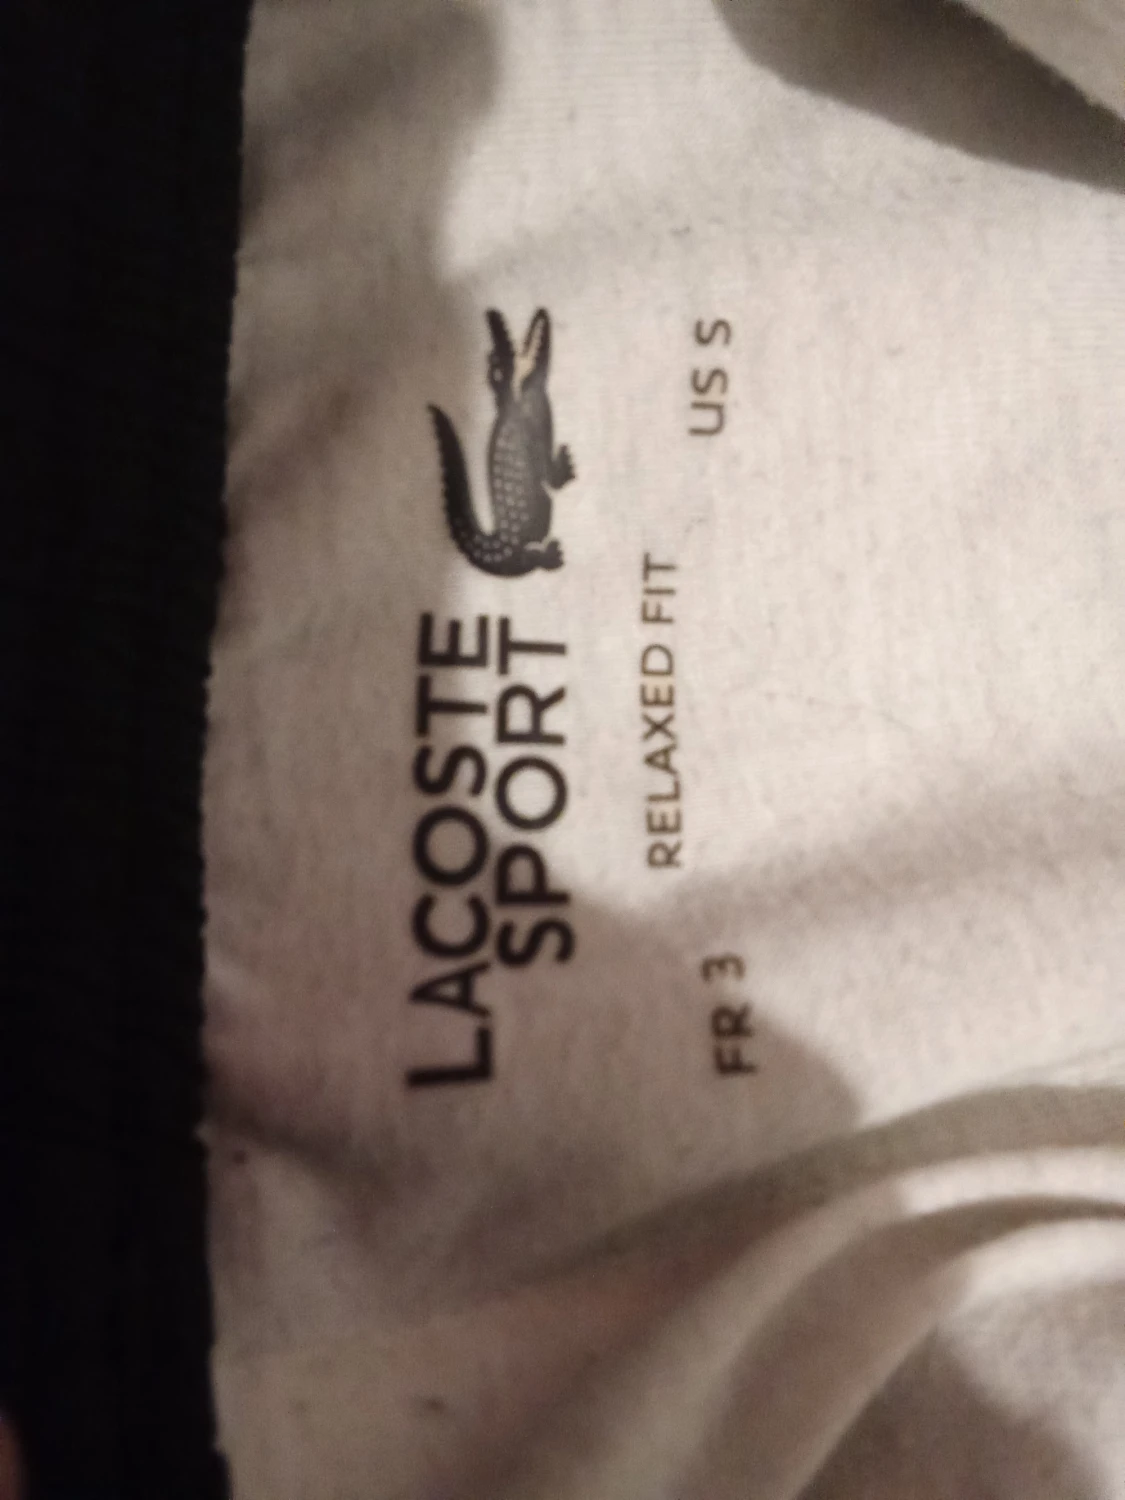 LACOSTE
SPORT
RELAXED FIT
FR 3 US S